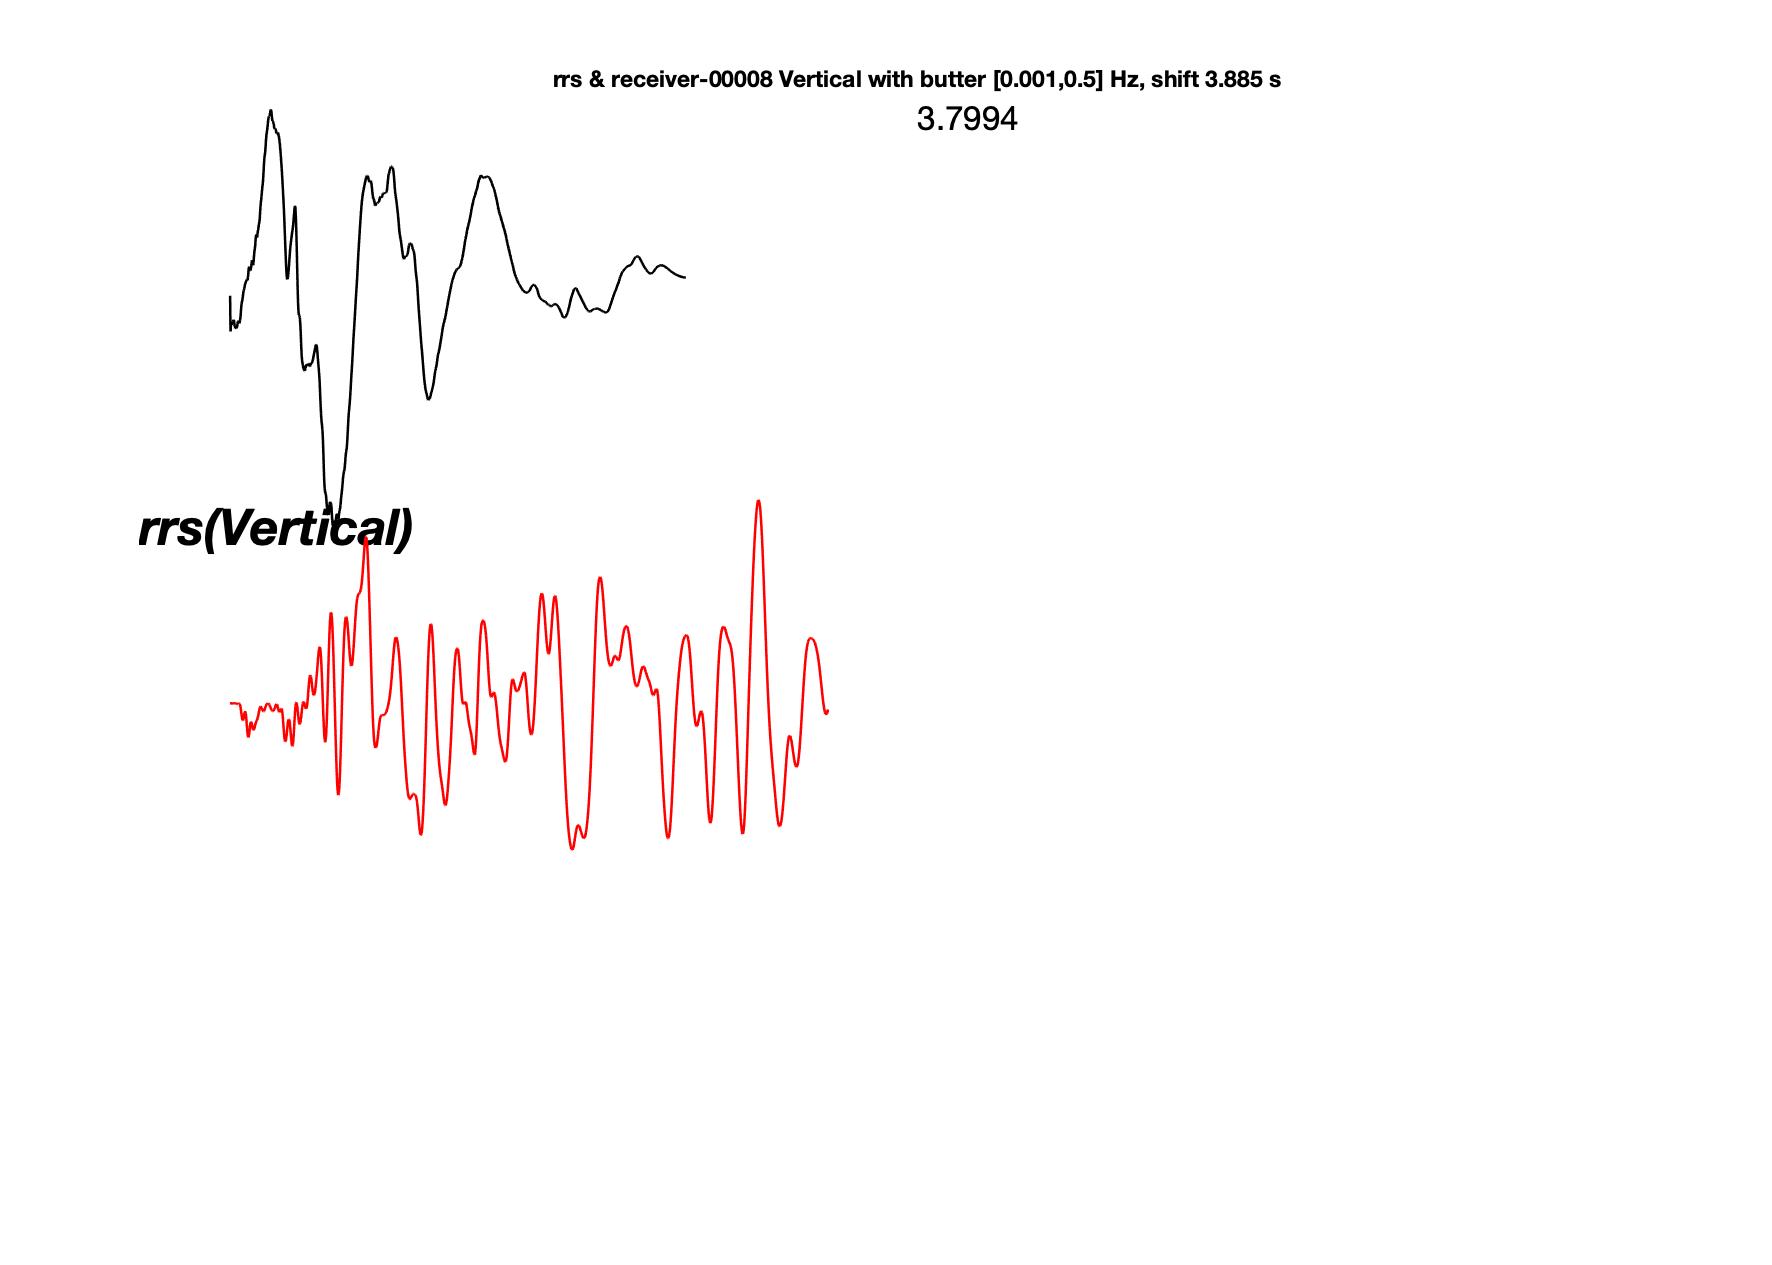 rrs & receiver-00008 Vertical with butter [0.001,0.5] Hz, shift 3.885 s
3.7994
rrs(Vertical)